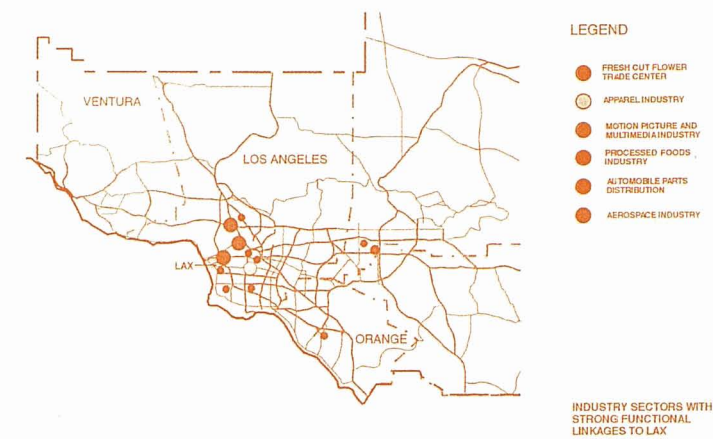 LEGEND
FRESH CUT FLOWER
TRADE CENTER
APPAREL INDUSTRY
MOTION PICTURE AND
MULTIMEDIA INDUSTRY
PROCESSED FOODS
INDUSTRY
AUTOMOBILE PARTS
DISTRIBUTION
AEROSPACE INDUSTRY
VENTURA
LOS ANGELES
LAX
ORANGE
INDUSTRY SECTORS WITH
STRONG FUNCTIONAL
LINKAGES TO LAX